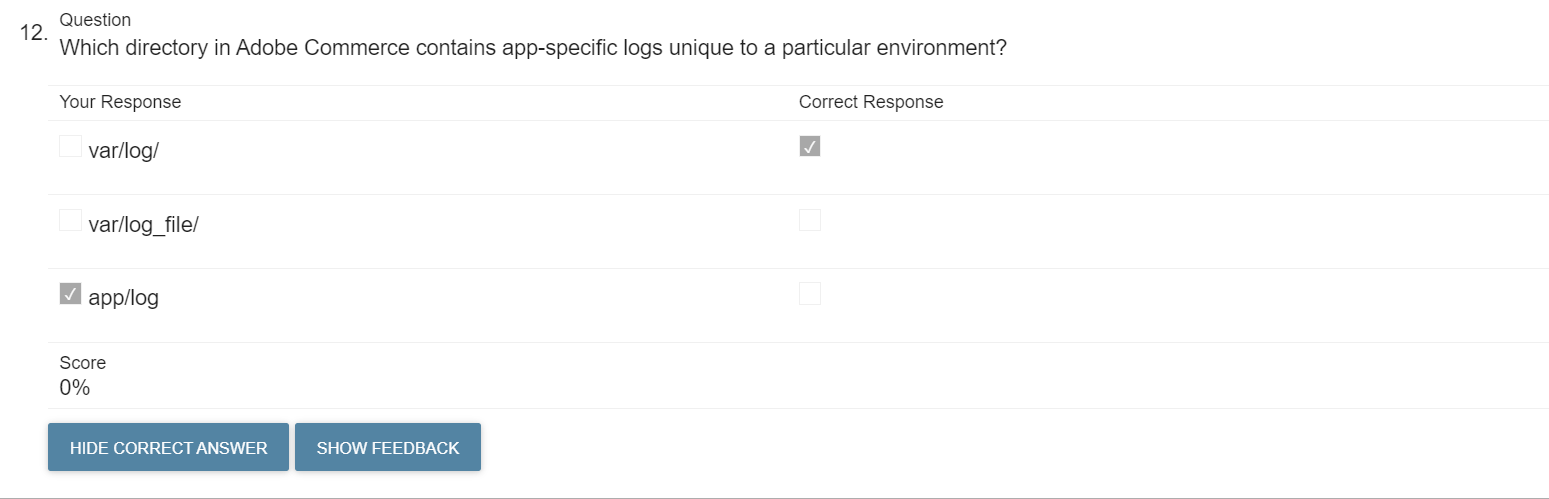 12.
Question
Which directory in Adobe Commerce contains app-specific logs unique to a particular environment?
Your Response
Correct Response
var/log/
var/log_file/
app/log
Score
0%
HIDE CORRECT ANSWER
SHOW FEEDBACK